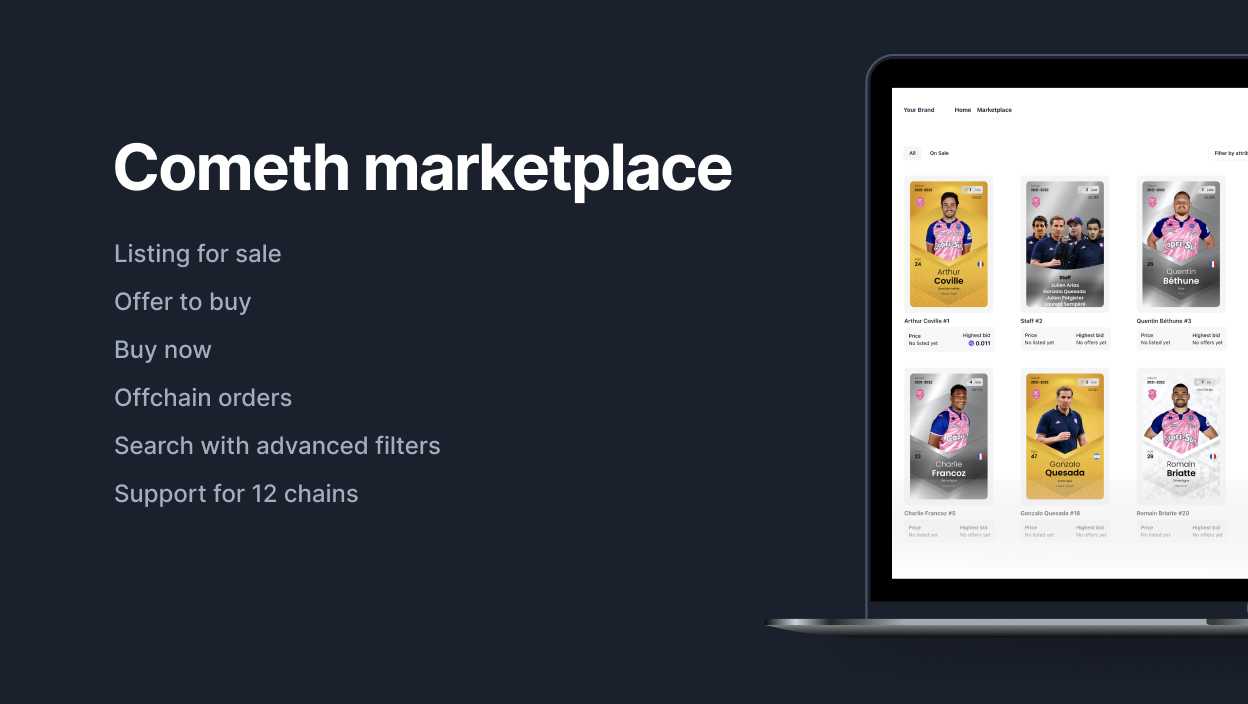 Cometh marketplace
Listing for sale
Offer to buy
Buy now
Offchain orders
Search with advanced filters
Support for 12 chains
Your Brand Home Marketplace
All On Sale Filter by
2021-2022 1
2021-2022
2021-2022
24
Arthur
Coville
Staff
Julien Arias
Gonzalo Quesada
Julien Potgieter
Laurent Sempéré
26
Quentin
Béthune
Arthur Coville #1 Staff #2 Quentin Béthune #3
Price Highest bid Price Highest bid Price Highest bid
No listed yet 0.011 No listed yet No offers yet No listed yet No offers yet
2021-2022
2021-2022
2021-2022
23
Charlie
Francoz
47
Gonzalo
Quesada
26
Romain
Briatte
Charlie Francoz #5 Gonzalo Quesada #18 Romain Briatte #20
Price Highest bid Price Highest bid Price Highest bid
No listed yet No offers yet No listed yet No offers yet No listed yet No offers yet